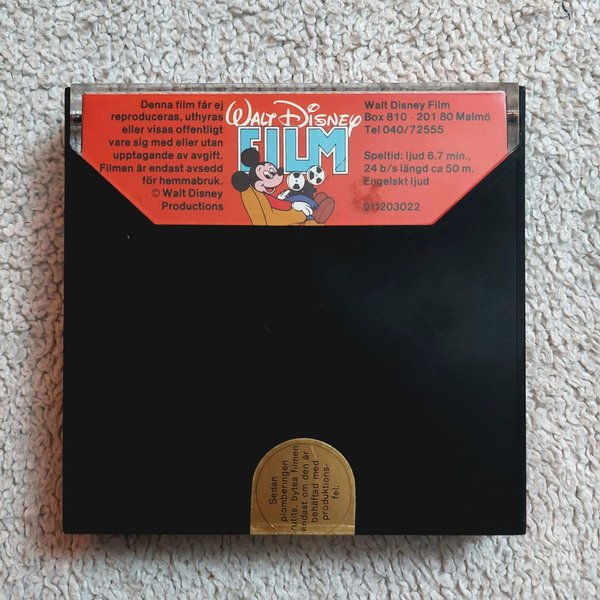 Denna film får ej
reproduceras, uthyras
eller visas offentligt
vare sig med eller utan
upptagande av avgift.
Filmen är endast avsedd
för hemmabruk.
© Walt Disney
Productions
WALT DISNEY
FILM
Walt Disney Film
Box 810 · 201 80 Malmö
Tel 040/72555
Speltid: ljud 6.7 min.,
24 b/s längd ca 50 m.
Engelskt ljud
011203022
Sedan
plomberingen
brutits, bytes filmen
endast om den är
behäftad med
produktions-
fel.